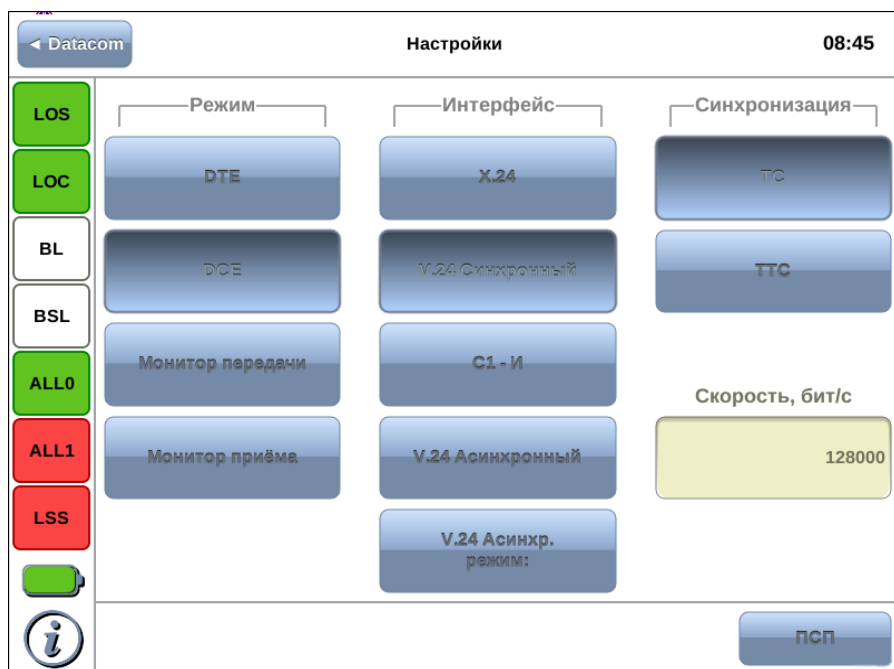 ◄ Datacom
Настройки
08:45
LOS
LOC
BL
BSL
ALL0
ALL1
LSS
Режим
DTE
DCE
Монитор передачи
Монитор приёма
Интерфейс
X.24
V.24 Синхронный
С1 - И
V.24 Асинхронный
V.24 Асинхр.
режим:
Синхронизация
TC
TTC
Скорость, бит/с
128000
ПСП
i